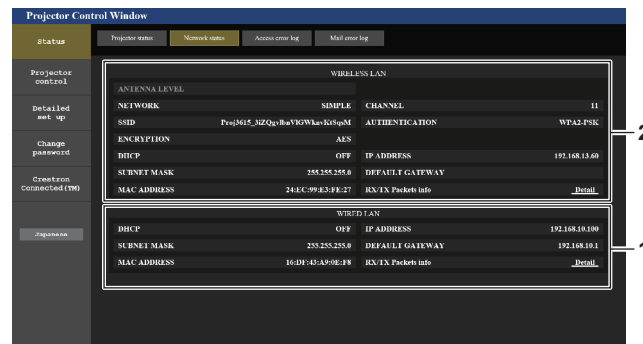 Projector Control Window
Status
Projector status Network status Access error log Mail error log
Projector
control
Detailed
set up
Change
password
Crestron
Connected(TM)
Japanese
WIRELESS LAN
ANTENNA LEVEL
NETWORK SIMPLE CHANNEL 11
SSID AUTHENTICATION WPA2-PSK
ENCRYPTION AES
DHCP OFF IP ADDRESS 192.168.13.60
SUBNET MASK 255.255.255.0 DEFAULT GATEWAY
MAC ADDRESS 24:EC:99:E3:FE:27 RX/TX Packets info Detail
2
WIRED LAN
DHCP OFF IP ADDRESS 192.168.10.100
SUBNET MASK 255.255.255.0 DEFAULT GATEWAY 192.168.10.1
MAC ADDRESS 16:DF:43:A9:0E:F8 RX/TX Packets info Detail
1